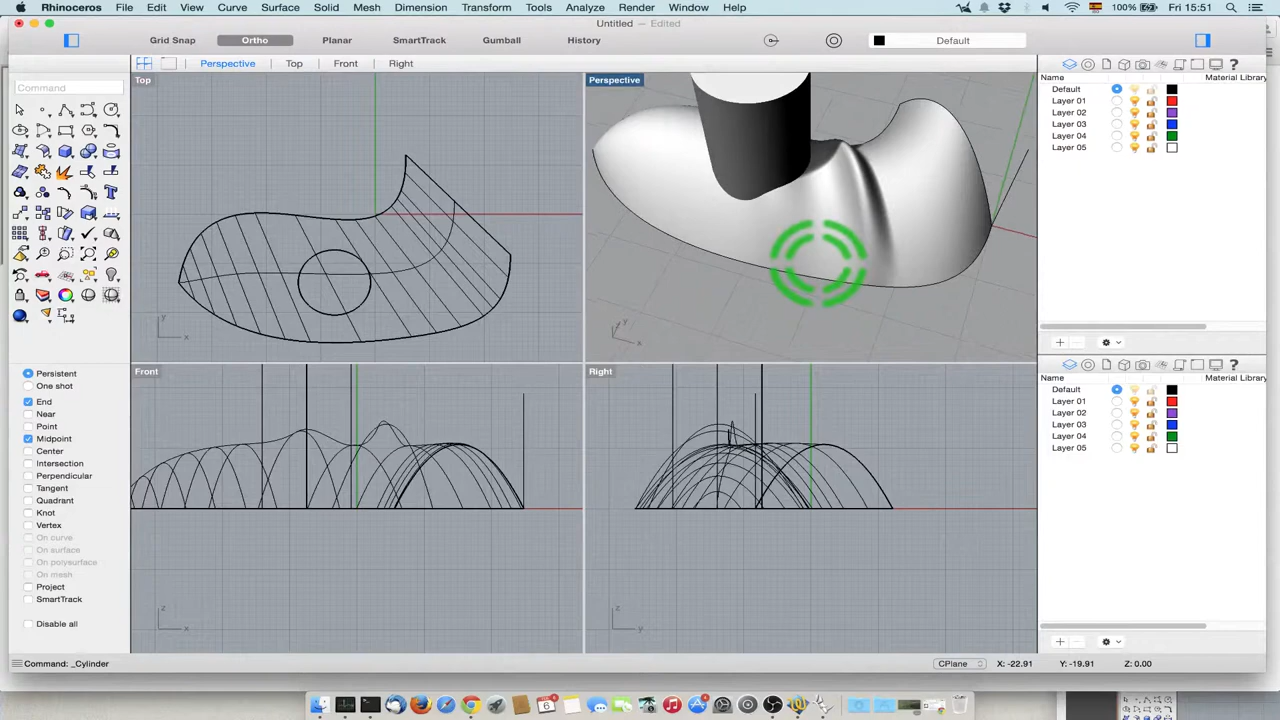 Rhinoceros File Edit View Curve Surface Solid Mesh Dimension Transform Tools Analyze Render Window Help 100% Fri 15:51
Untitled — Edited
Grid Snap Ortho Planar SmartTrack Gumball History Default
Perspective Top Front Right
Command
Top
Perspective
Front
Right
y
x
y
x
z
x
z
y
Persistent
One shot
End
Near
Point
Midpoint
Center
Intersection
Perpendicular
Tangent
Quadrant
Knot
Vertex
On curve
On surface
On polysurface
On mesh
Project
SmartTrack
Disable all
Name Material Library
Default
Layer 01
Layer 02
Layer 03
Layer 04
Layer 05
Name Material Library
Default
Layer 01
Layer 02
Layer 03
Layer 04
Layer 05
Command: _Cylinder
CPlane X: -22.91 Y: -19.91 Z: 0.00